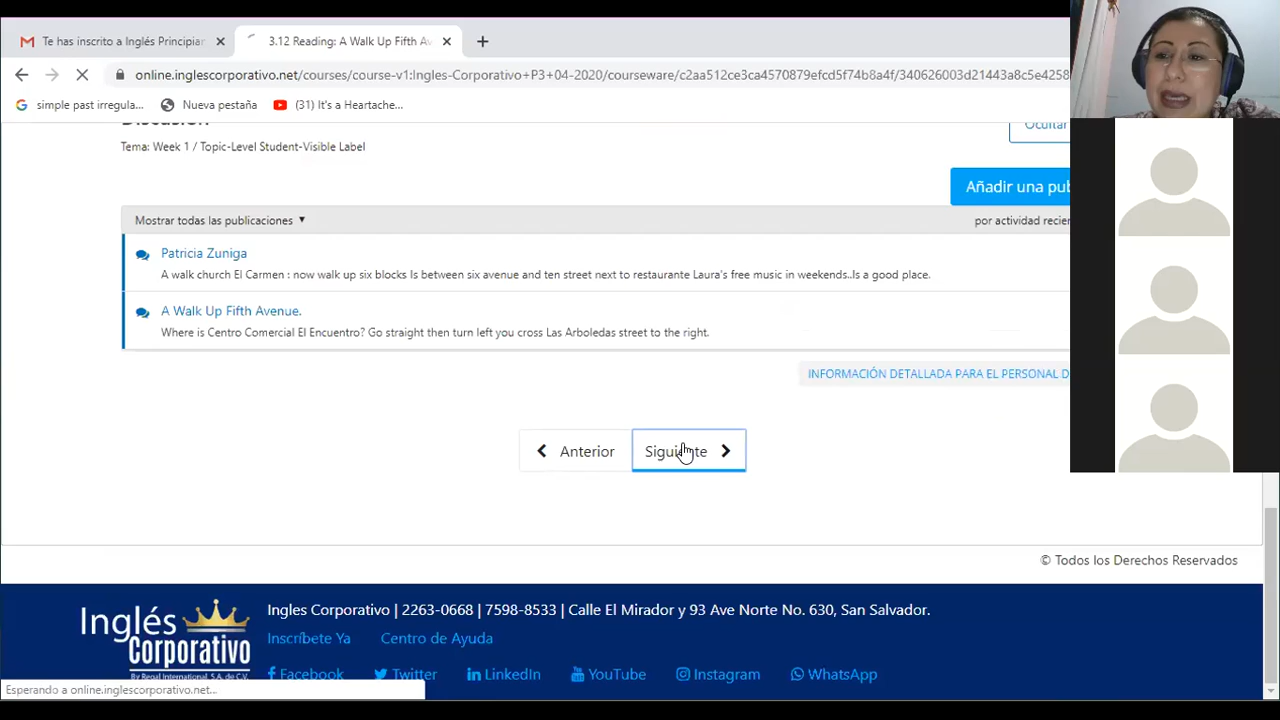 Te has inscrito a Inglés Principian
3.12 Reading: A Walk Up Fifth Av
online.inglescorporativo.net/courses/course-v1:Ingles-Corporativo+P3+04-2020/courseware/c2aa512ce3ca4570879efcd5f74b8a4f/340626003d21443a8c5e4258
simple past irregula...
Nueva pestaña
(31) It's a Heartache...
Discusión
Ocultar
Tema: Week 1 / Topic-Level Student-Visible Label
Añadir una pub
Mostrar todas las publicaciones
por actividad recien
Patricia Zuniga
A walk church El Carmen : now walk up six blocks Is between six avenue and ten street next to restaurante Laura's free music in weekends..Is a good place.
A Walk Up Fifth Avenue.
Where is Centro Comercial El Encuentro? Go straight then turn left you cross Las Arboledas street to the right.
INFORMACIÓN DETALLADA PARA EL PERSONAL D
Anterior
Siguiente
© Todos los Derechos Reservados
Inglés Corporativo
By Regal International, S.A. de C.V.
Ingles Corporativo | 2263-0668 | 7598-8533 | Calle El Mirador y 93 Ave Norte No. 630, San Salvador.
Inscríbete Ya
Centro de Ayuda
Facebook
Twitter
LinkedIn
YouTube
Instagram
WhatsApp
Esperando a online.inglescorporativo.net...